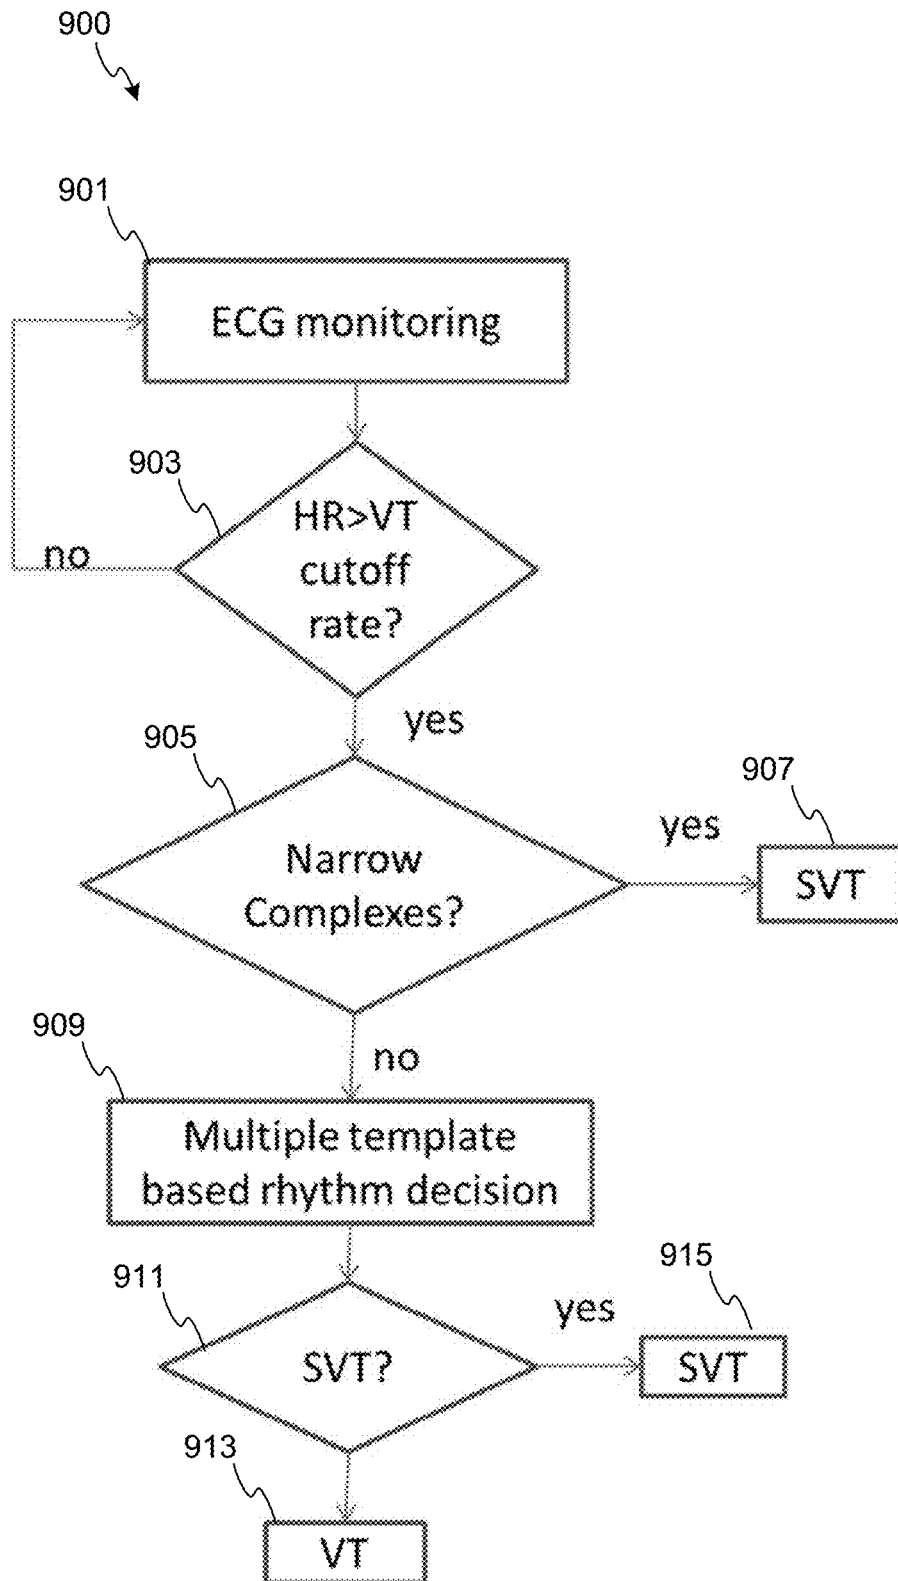 900
901
ECG monitoring
903
HR>VT
cutoff
rate?
no
yes
905
Narrow
Complexes?
yes
907
SVT
909
no
Multiple template
based rhythm decision
911
SVT?
yes
915
SVT
913
VT